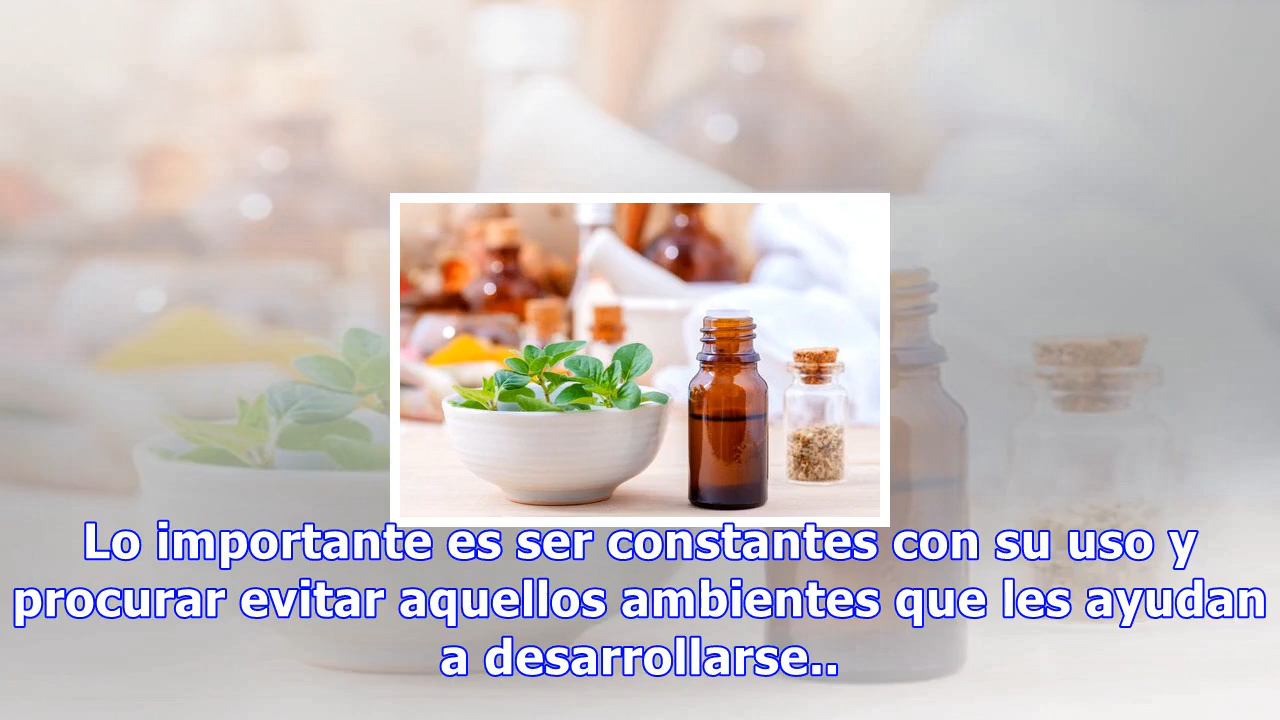 Lo importante es ser constantes con su uso y
procurar evitar aquellos ambientes que les ayudan
a desarrollarse..